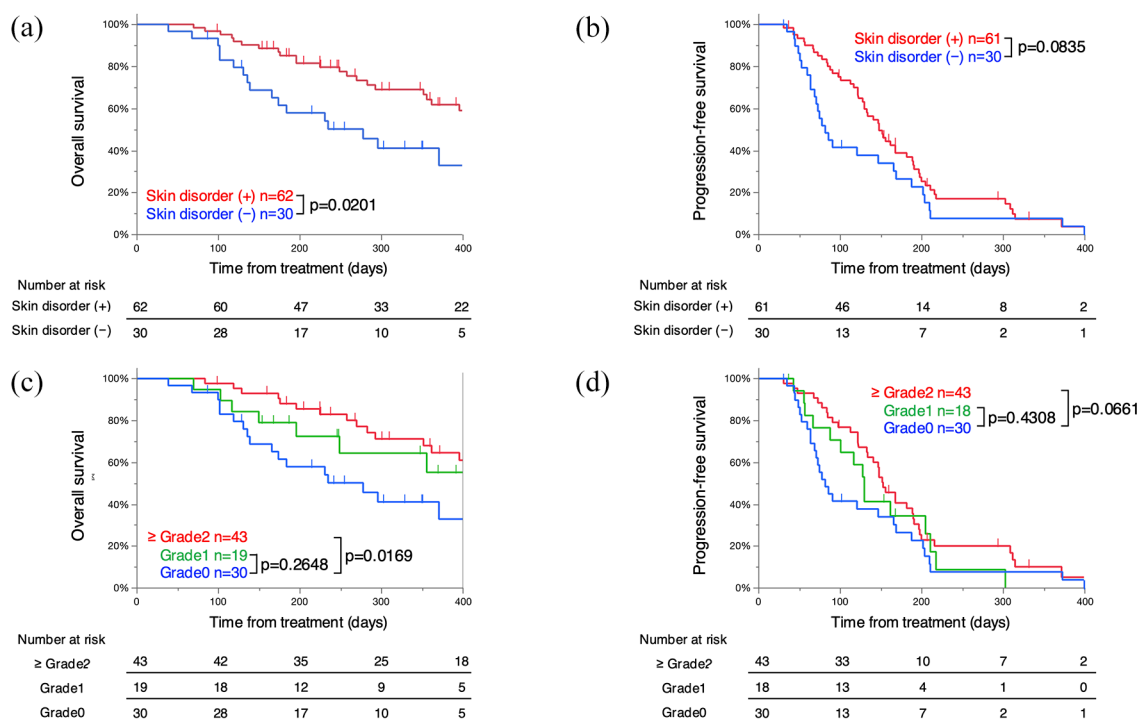 (a)
100%
80%
60%
40%
20%
0%
Overall survival
Skin disorder (+) n=62
Skin disorder (−) n=30
p=0.0201
0 100 200 300 400
Time from treatment (days)
Number at risk
Skin disorder (+) 62 60 47 33 22
Skin disorder (−) 30 28 17 10 5
(b)
100%
80%
60%
40%
20%
0%
Progression-free survival
Skin disorder (+) n=61
Skin disorder (−) n=30
p=0.0835
0 100 200 300 400
Time from treatment (days)
Number at risk
Skin disorder (+) 61 46 14 8 2
Skin disorder (−) 30 13 7 2 1
(c)
100%
80%
60%
40%
20%
0%
Overall survival
≥ Grade2 n=43
Grade1 n=19
Grade0 n=30
p=0.2648
p=0.0169
0 100 200 300 400
Time from treatment (days)
Number at risk
≥ Grade2 43 42 35 25 18
Grade1 19 18 12 9 5
Grade0 30 28 17 10 5
(d)
100%
80%
60%
40%
20%
0%
Progression-free survival
≥ Grade2 n=43
Grade1 n=18
Grade0 n=30
p=0.4308
p=0.0661
0 100 200 300 400
Time from treatment (days)
Number at risk
≥ Grade2 43 33 10 7 2
Grade1 18 13 4 1 0
Grade0 30 13 7 2 1